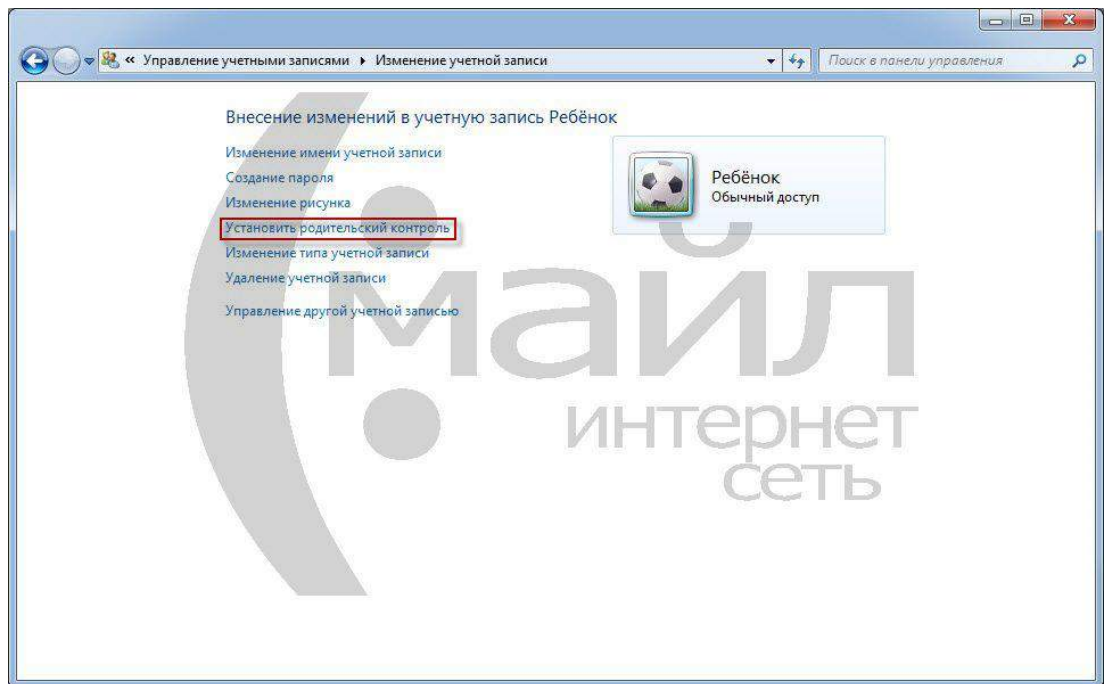 « Управление учетными записями ▸ Изменение учетной записи
Поиск в панели управления
Внесение изменений в учетную запись Ребёнок
Изменение имени учетной записи
Создание пароля
Изменение рисунка
Установить родительский контроль
Изменение типа учетной записи
Удаление учетной записи
Управление другой учетной записью
Ребёнок
Обычный доступ
майл
интернет
сеть